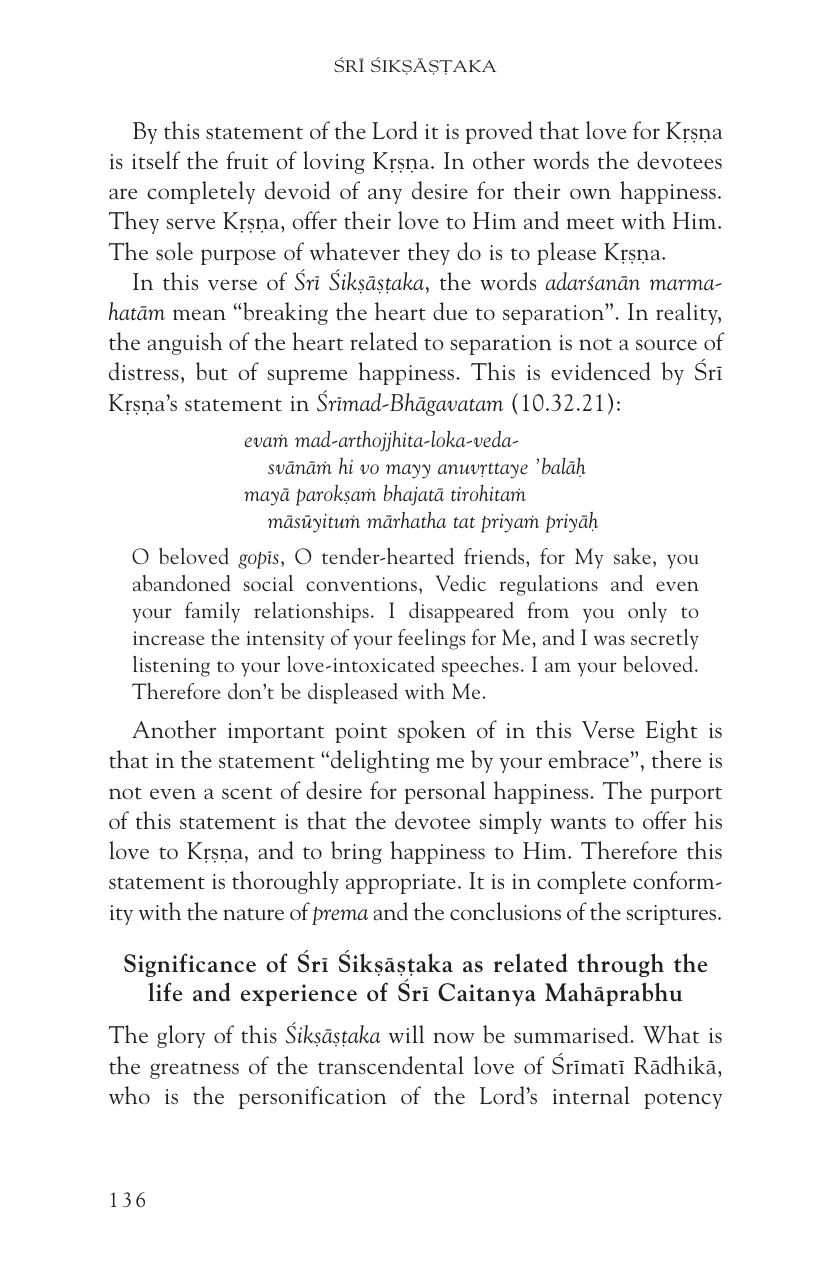 ŚRĪ ŚIKṢĀṢṬAKA
By this statement of the Lord it is proved that love for Kṛṣṇa
is itself the fruit of loving Kṛṣṇa. In other words the devotees
are completely devoid of any desire for their own happiness.
They serve Kṛṣṇa, offer their love to Him and meet with Him.
The sole purpose of whatever they do is to please Kṛṣṇa.
In this verse of Śrī Śikṣāṣṭaka, the words adarśanān marma-
hatām mean “breaking the heart due to separation”. In reality,
the anguish of the heart related to separation is not a source of
distress, but of supreme happiness. This is evidenced by Śrī
Kṛṣṇa’s statement in Śrīmad-Bhāgavatam (10.32.21):
evaṁ mad-arthojjhita-loka-veda-
svānāṁ hi vo mayy anuvṛttaye ’balāḥ
mayā parokṣaṁ bhajatā tirohitaṁ
māsūyituṁ mārhatha tat priyaṁ priyāḥ
O beloved gopīs, O tender-hearted friends, for My sake, you
abandoned social conventions, Vedic regulations and even
your family relationships. I disappeared from you only to
increase the intensity of your feelings for Me, and I was secretly
listening to your love-intoxicated speeches. I am your beloved.
Therefore don’t be displeased with Me.
Another important point spoken of in this Verse Eight is
that in the statement “delighting me by your embrace”, there is
not even a scent of desire for personal happiness. The purport
of this statement is that the devotee simply wants to offer his
love to Kṛṣṇa, and to bring happiness to Him. Therefore this
statement is thoroughly appropriate. It is in complete conform-
ity with the nature of prema and the conclusions of the scriptures.
Significance of Śrī Śikṣāṣṭaka as related through the
life and experience of Śrī Caitanya Mahāprabhu
The glory of this Śikṣāṣṭaka will now be summarised. What is
the greatness of the transcendental love of Śrīmatī Rādhikā,
who is the personification of the Lord’s internal potency
136